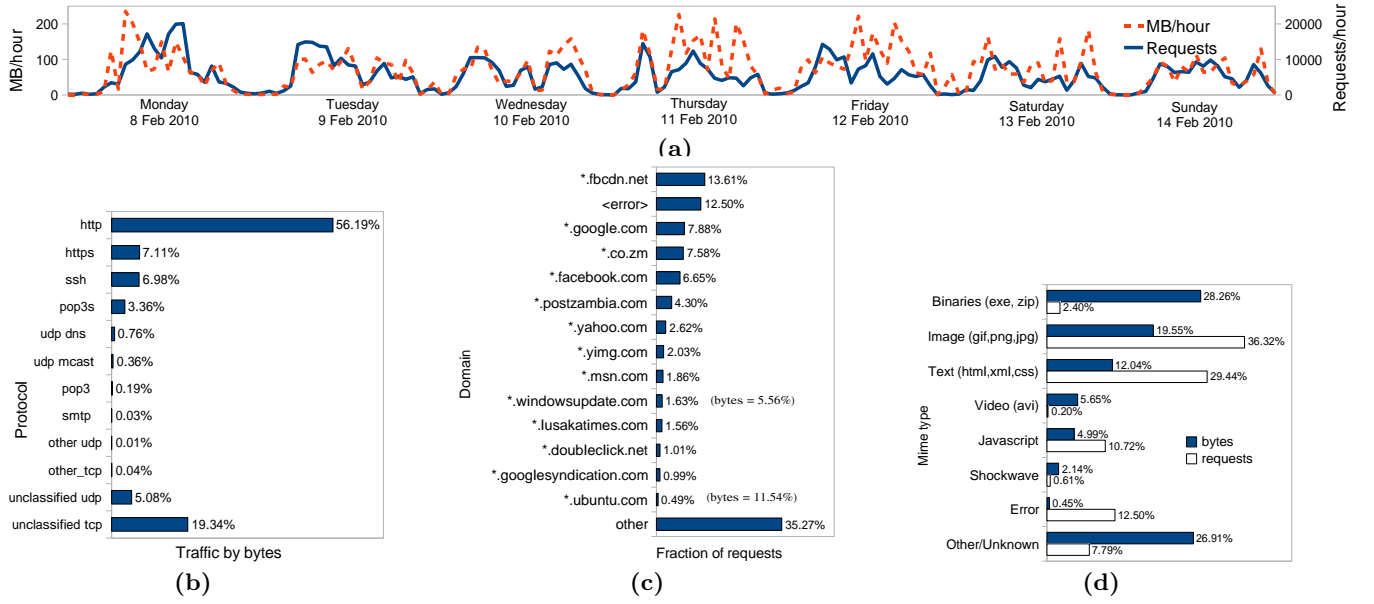 MB/hour
200
100
0
MB/hour
Requests
20000
10000
0
Requests/hour
Monday
8 Feb 2010
Tuesday
9 Feb 2010
Wednesday
10 Feb 2010
Thursday
11 Feb 2010
Friday
12 Feb 2010
Saturday
13 Feb 2010
Sunday
14 Feb 2010
(a)
Protocol
http 56.19%
https 7.11%
ssh 6.98%
pop3s 3.36%
udp dns 0.76%
udp mcast 0.36%
pop3 0.19%
smtp 0.03%
other udp 0.01%
other_tcp 0.04%
unclassified udp 5.08%
unclassified tcp 19.34%
Traffic by bytes
(b)
Domain
*.fbcdn.net 13.61%
<error> 12.50%
*.google.com 7.88%
*.co.zm 7.58%
*.facebook.com 6.65%
*.postzambia.com 4.30%
*.yahoo.com 2.62%
*.yimg.com 2.03%
*.msn.com 1.86%
*.windowsupdate.com 1.63% (bytes = 5.56%)
*.lusakatimes.com 1.56%
*.doubleclick.net 1.01%
*.googlesyndication.com 0.99%
*.ubuntu.com 0.49% (bytes = 11.54%)
other 35.27%
Fraction of requests
(c)
Mime type
Binaries (exe, zip) 28.26%
2.40%
Image (gif,png,jpg) 19.55%
36.32%
Text (html,xml,css) 12.04%
29.44%
Video (avi) 5.65%
0.20%
Javascript 4.99%
10.72%
Shockwave 2.14%
0.61%
Error 0.45%
12.50%
Other/Unknown 26.91%
7.79%
bytes
requests
(d)